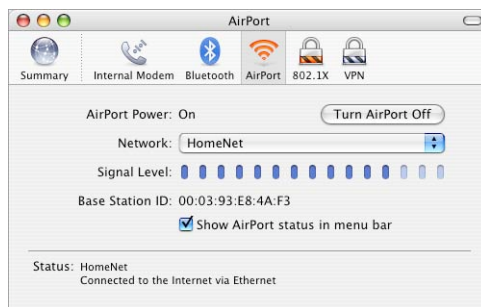 AirPort
Summary Internal Modem Bluetooth AirPort 802.1X VPN
AirPort Power: On Turn AirPort Off
Network: HomeNet
Signal Level:
Base Station ID: 00:03:93:E8:4A:F3
Show AirPort status in menu bar
Status: HomeNet
Connected to the Internet via Ethernet